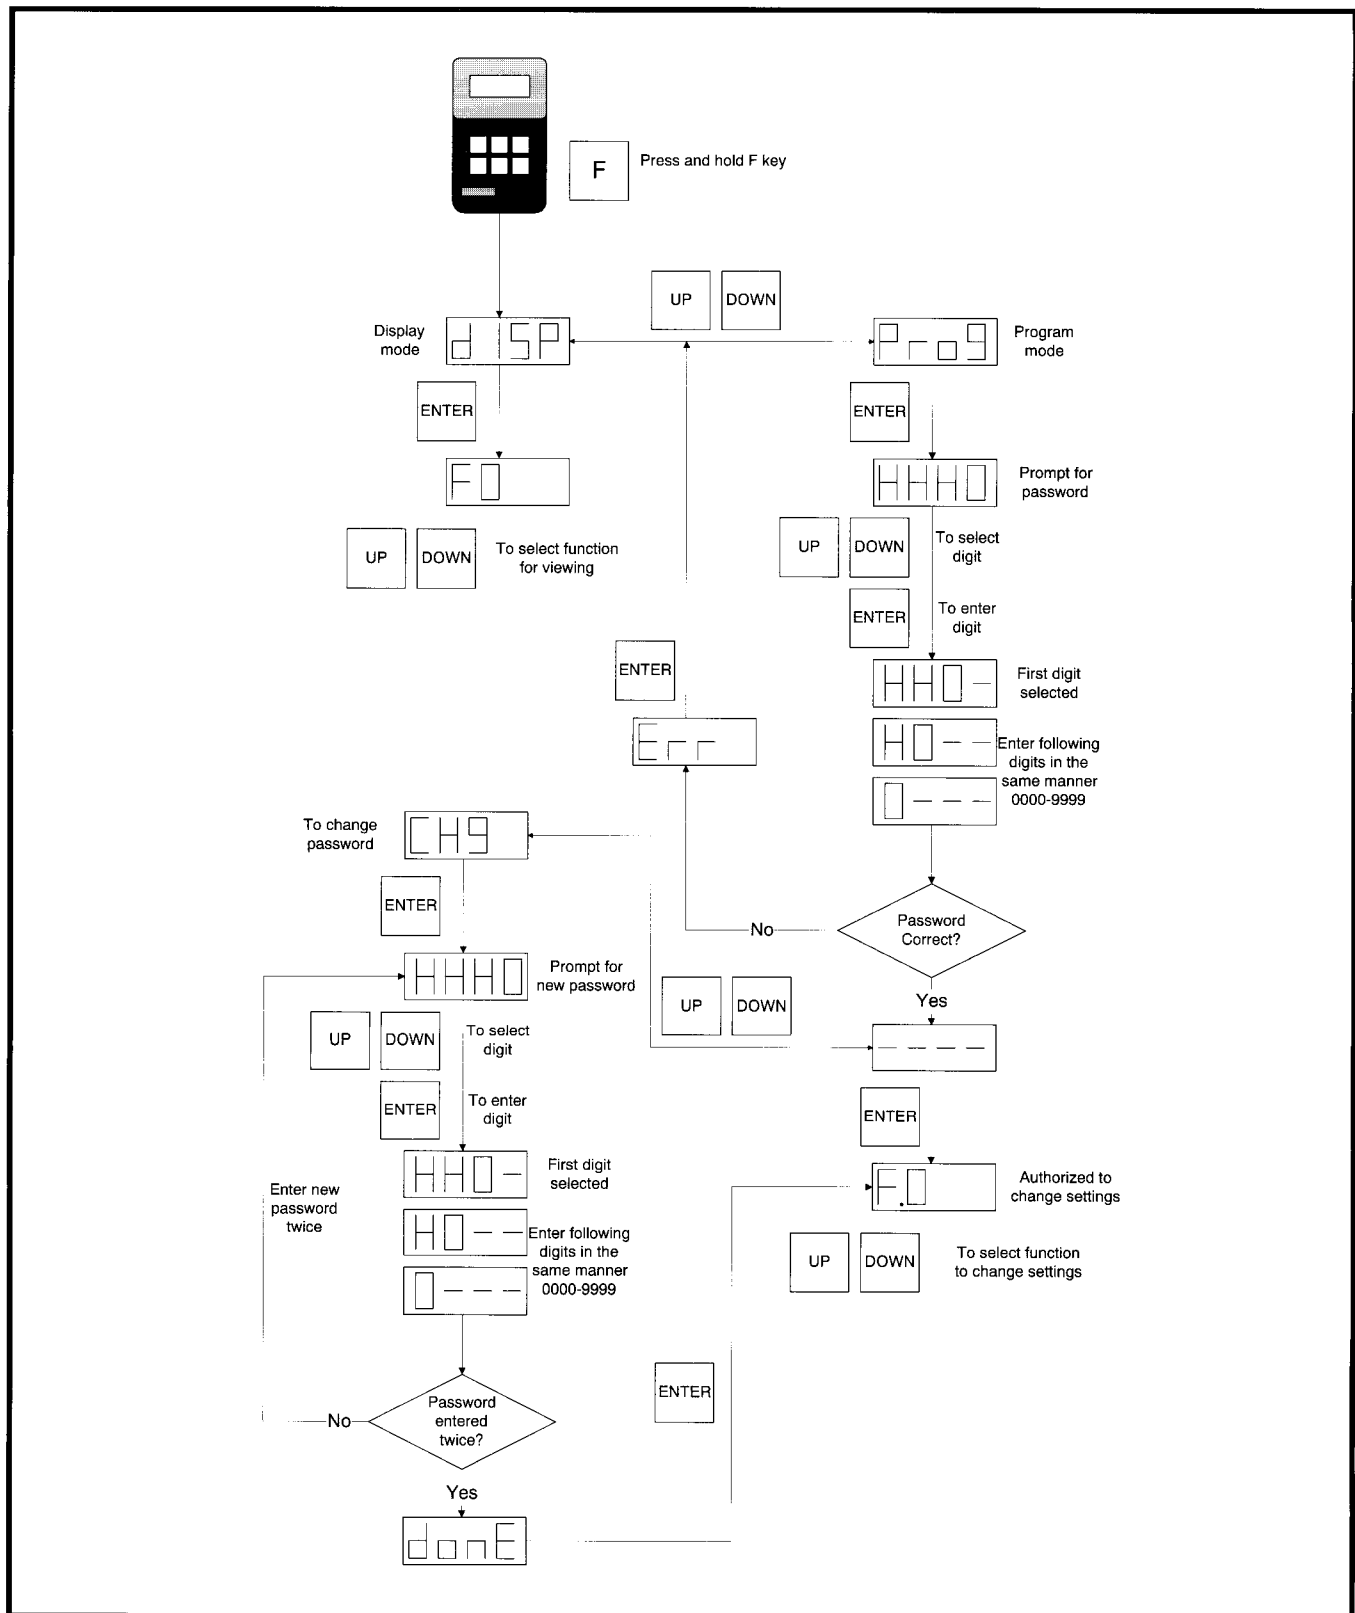 F
Press and hold F key
UP
DOWN
Display
mode
dISP
Prog
Program
mode
ENTER
ENTER
F0
HHH0
Prompt for
password
UP
DOWN
To select function
for viewing
UP
DOWN
To select
digit
ENTER
To enter
digit
ENTER
HH0-
First digit
selected
Err
H0--
Enter following
digits in the
same manner
0000-9999
0---
To change
password
CHg
ENTER
No
Password
Correct?
HHH0
Prompt for
new password
UP
DOWN
Yes
----
UP
DOWN
To select
digit
ENTER
To enter
digit
ENTER
HH0-
First digit
selected
F.0
Authorized to
change settings
Enter new
password
twice
H0--
Enter following
digits in the
same manner
0000-9999
0---
UP
DOWN
To select function
to change settings
ENTER
No
Password
entered
twice?
Yes
donE